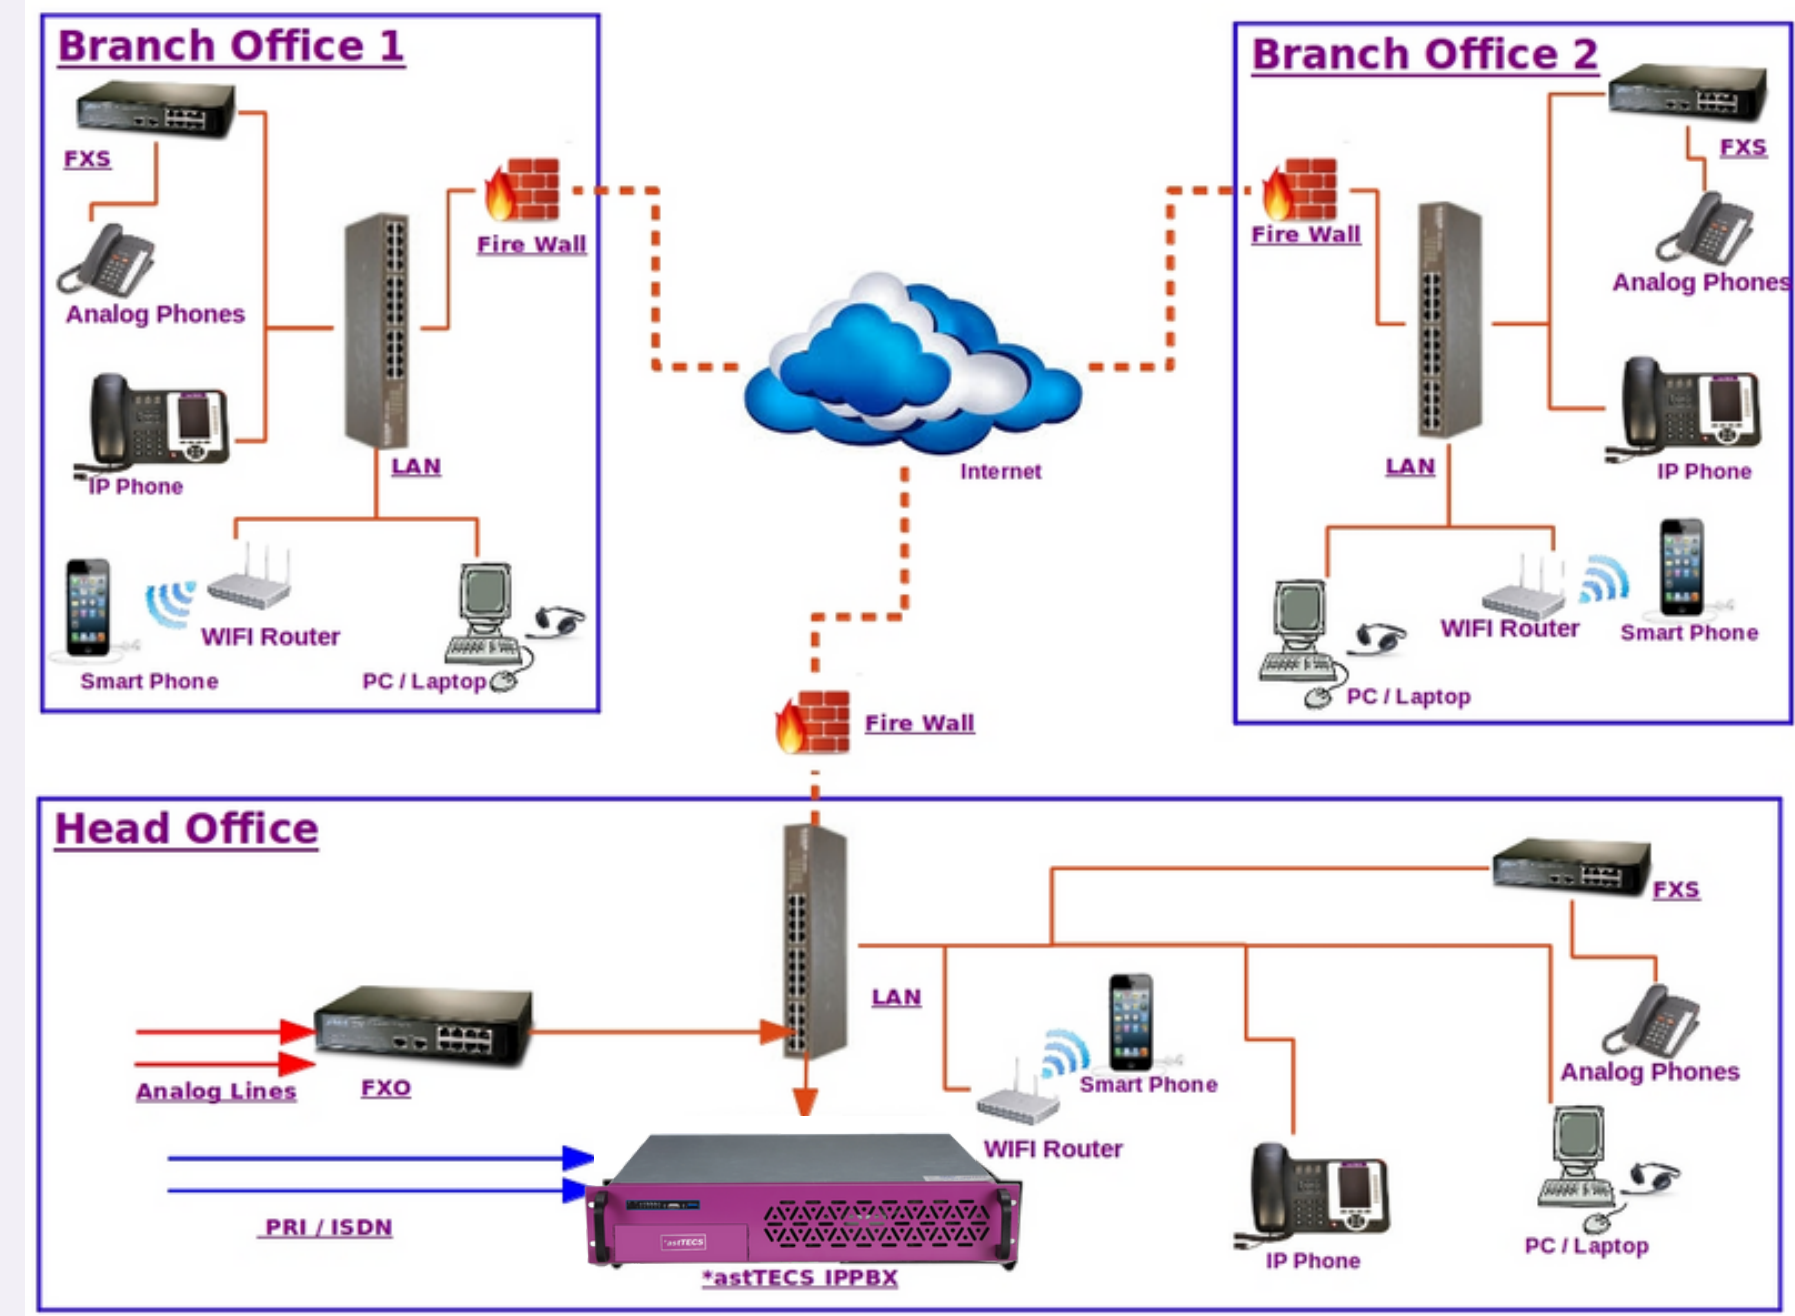 Branch Office 1
FXS
Analog Phones
IP Phone
Fire Wall
LAN
WIFI Router
Smart Phone
PC / Laptop
Internet
Branch Office 2
FXS
Fire Wall
Analog Phones
IP Phone
LAN
WIFI Router
Smart Phone
PC / Laptop
Fire Wall
Head Office
FXS
LAN
Analog Lines
FXO
Smart Phone
Analog Phones
WIFI Router
PRI / ISDN
*astTECS
*astTECS IPPBX
IP Phone
PC / Laptop